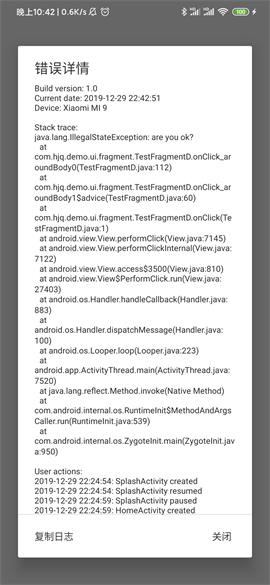 晚上10:42 | 0.6K/s
100
错误详情
Build version: 1.0
Current date: 2019-12-29 22:42:51
Device: Xiaomi MI 9
Stack trace:
java.lang.IllegalStateException: are you ok?
at
com.hjq.demo.ui.fragment.TestFragmentD.onClick_ar
oundBody0(TestFragmentD.java:112)
at
com.hjq.demo.ui.fragment.TestFragmentD.onClick_ar
oundBody1$advice(TestFragmentD.java:60)
at
com.hjq.demo.ui.fragment.TestFragmentD.onClick(Te
stFragmentD.java:1)
at android.view.View.performClick(View.java:7145)
at android.view.View.performClickInternal(View.java:
7122)
at android.view.View.access$3500(View.java:810)
at android.view.View$PerformClick.run(View.java:
27403)
at android.os.Handler.handleCallback(Handler.java:
883)
at
android.os.Handler.dispatchMessage(Handler.java:
100)
at android.os.Looper.loop(Looper.java:223)
at
android.app.ActivityThread.main(ActivityThread.java:
7520)
at java.lang.reflect.Method.invoke(Native Method)
at
com.android.internal.os.RuntimeInit$MethodAndArgs
Caller.run(RuntimeInit.java:539)
at
com.android.internal.os.ZygoteInit.main(ZygoteInit.jav
a:950)
User actions:
2019-12-29 22:24:54: SplashActivity created
2019-12-29 22:24:54: SplashActivity resumed
2019-12-29 22:24:59: SplashActivity paused
2019-12-29 22:24:59: HomeActivity created
复制日志
关闭